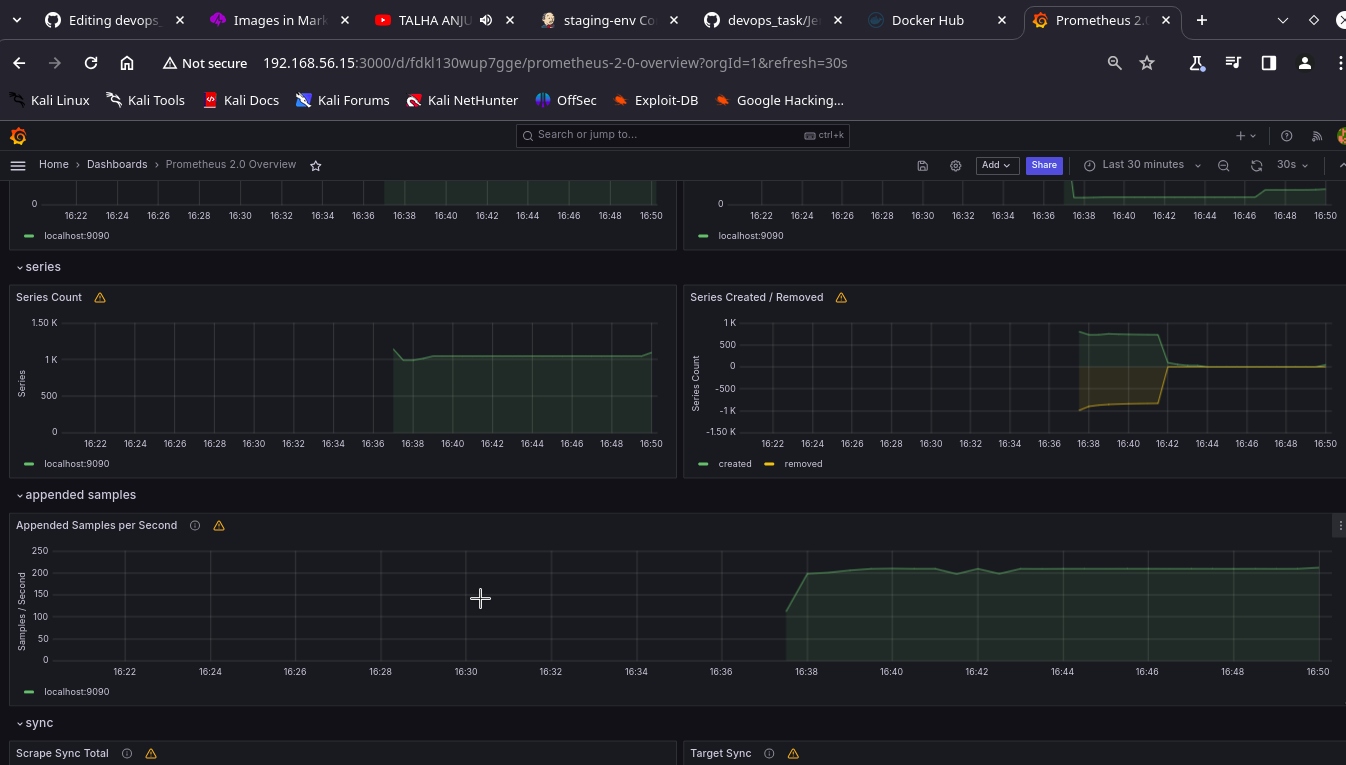 Editing devops_
Images in Mark
TALHA ANJU
staging-env Co
devops_task/Je
Docker Hub
Prometheus 2.0
Not secure
192.168.56.15:3000/d/fdkl130wup7gge/prometheus-2-0-overview?orgId=1&refresh=30s
Kali Linux
Kali Tools
Kali Docs
Kali Forums
Kali NetHunter
OffSec
Exploit-DB
Google Hacking...
Search or jump to...
ctrl+k
Home › Dashboards › Prometheus 2.0 Overview
Add
Share
Last 30 minutes
30s
0
16:22 16:24 16:26 16:28 16:30 16:32 16:34 16:36 16:38 16:40 16:42 16:44 16:46 16:48 16:50
localhost:9090
0
16:22 16:24 16:26 16:28 16:30 16:32 16:34 16:36 16:38 16:40 16:42 16:44 16:46 16:48 16:50
localhost:9090
series
Series Count
Series
1.50 K
1 K
500
0
16:22 16:24 16:26 16:28 16:30 16:32 16:34 16:36 16:38 16:40 16:42 16:44 16:46 16:48 16:50
localhost:9090
Series Created / Removed
Series Count
1 K
500
0
-500
-1 K
-1.50 K
16:22 16:24 16:26 16:28 16:30 16:32 16:34 16:36 16:38 16:40 16:42 16:44 16:46 16:48 16:50
created removed
appended samples
Appended Samples per Second
Samples / Second
250
200
150
100
50
0
16:22 16:24 16:26 16:28 16:30 16:32 16:34 16:36 16:38 16:40 16:42 16:44 16:46 16:48 16:50
localhost:9090
sync
Scrape Sync Total
Target Sync